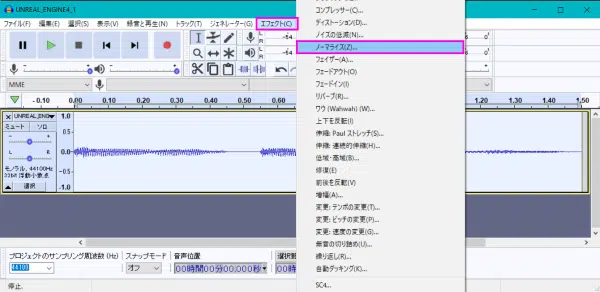 UNREAL_ENGINE4_1
ファイル(F) 編集(E) 選択(S) 表示(V) 録音と再生(N) トラック(T) ジェネレーター(G) エフェクト(C)
コンプレッサー(C)...
ディストーション(D)...
ノイズの低減(N)...
ノーマライズ(Z)...
フェイザー(A)...
フェードアウト(O)
フェードイン(I)
リバーブ(R)...
ワウ (Wahwah) (W)...
上下を反転(I)
伸縮: Paul ストレッチ(S)...
伸縮: 連続的伸縮(H)...
低域・高域(B)...
修復(E)
前後を反転(V)
増幅(A)...
変更: テンポの変更(T)...
変更: ピッチの変更(P)...
変更: 速度の変更(G)...
無音の切り詰め(U)...
繰り返し(R)...
自動ダッキング(K)...
SC4...
L
R
-54
MME
-0.10 0.00 0.10 0.20 0.30 0.40 1.20 1.30 1.40 1.50
× UNREAL_ENG
ミュート ソロ
- +
L R
モノラル, 44100Hz
32bit 浮動小数点
選択
1.0
0.5
0.0
-0.5
-1.0
プロジェクトのサンプリング周波数 (Hz) スナップモード 音声位置
44100 オフ 00時間00分00.000秒
停止.